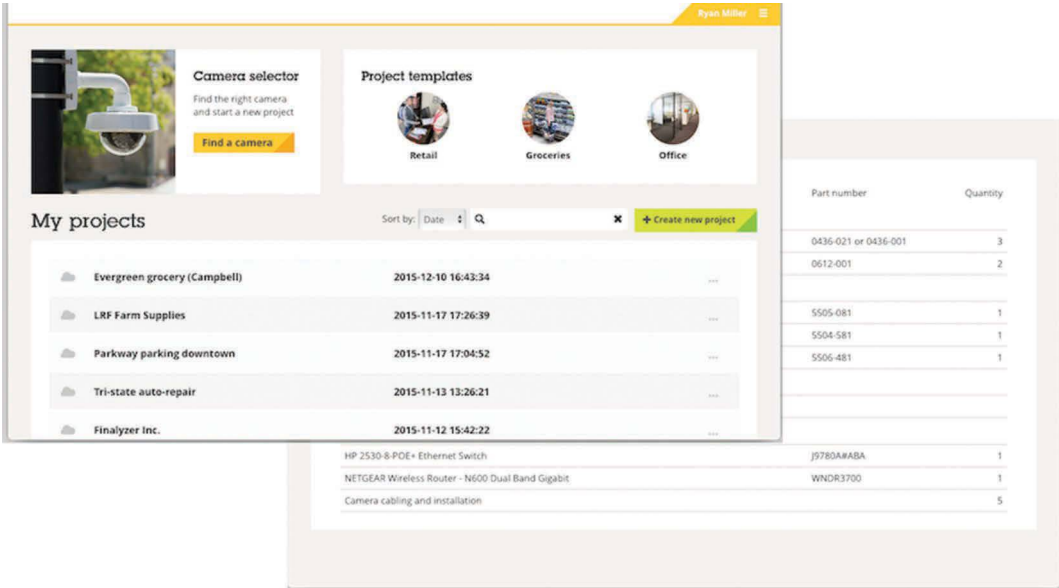 Ryan Miller
Camera selector
Find the right camera
and start a new project
Find a camera
Project templates
Retail
Groceries
Office
My projects
Sort by: Date
+ Create new project
Evergreen grocery (Campbell) 2015-12-10 16:43:34 ...
LRF Farm Supplies 2015-11-17 17:26:39 ...
Parkway parking downtown 2015-11-17 17:04:52 ...
Tri-state auto-repair 2015-11-13 13:26:21 ...
Finalyzer Inc. 2015-11-12 15:42:22 ...
Part number Quantity
0436-021 or 0436-001 3
0612-001 2
5505-081 1
5504-581 1
5506-481 1
HP 2530-8-POE+ Ethernet Switch J9780A#ABA 1
NETGEAR Wireless Router - N600 Dual Band Gigabit WNDR3700 1
Camera cabling and installation 5